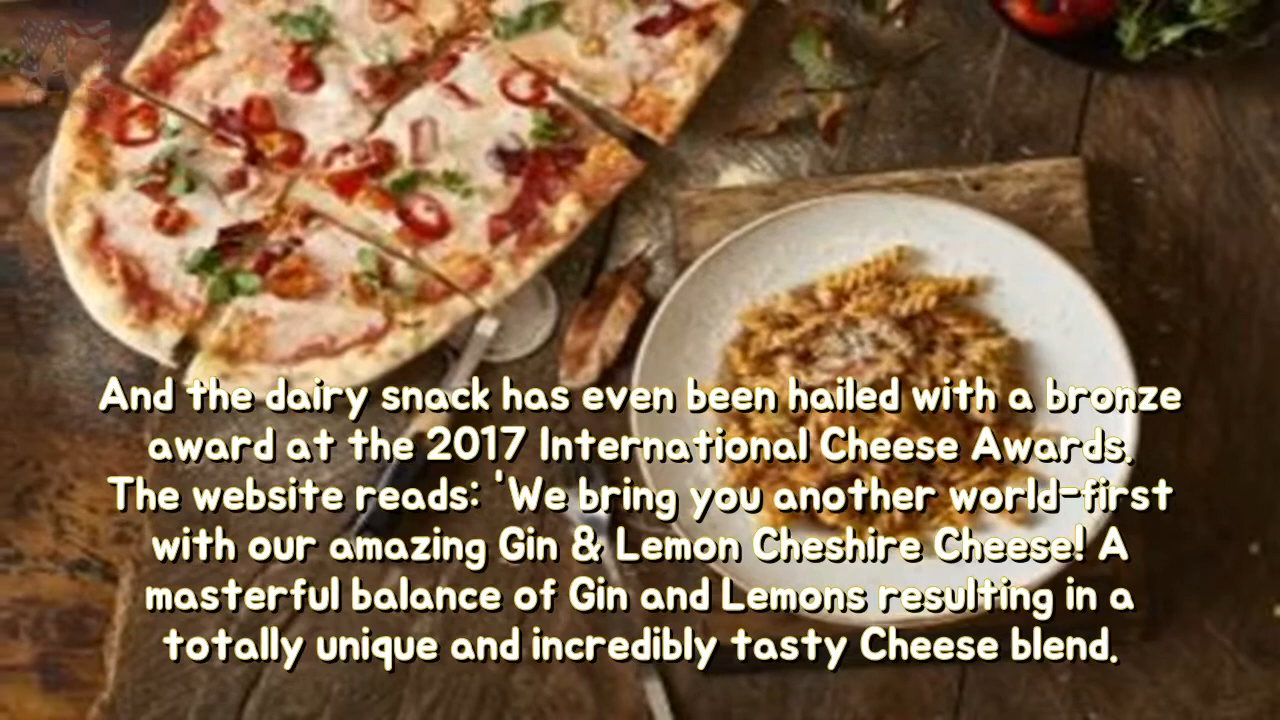 And the dairy snack has even been hailed with a bronze
award at the 2017 International Cheese Awards.
The website reads: 'We bring you another world-first
with our amazing Gin & Lemon Cheshire Cheese! A
masterful balance of Gin and Lemons resulting in a
totally unique and incredibly tasty Cheese blend.